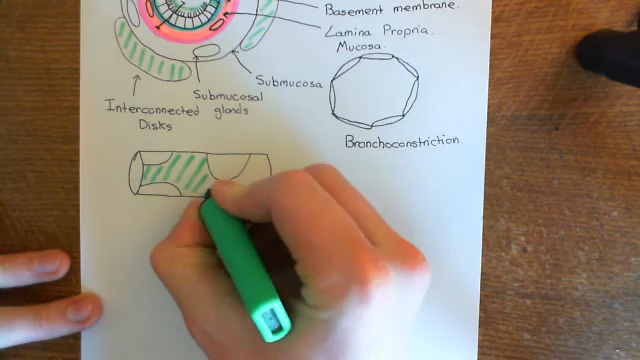 Basement membrane.
Lamina Propria.
Mucosa.
Submucosa
Submucosal
glands
Interconnected
Disks
Bronchoconstriction.